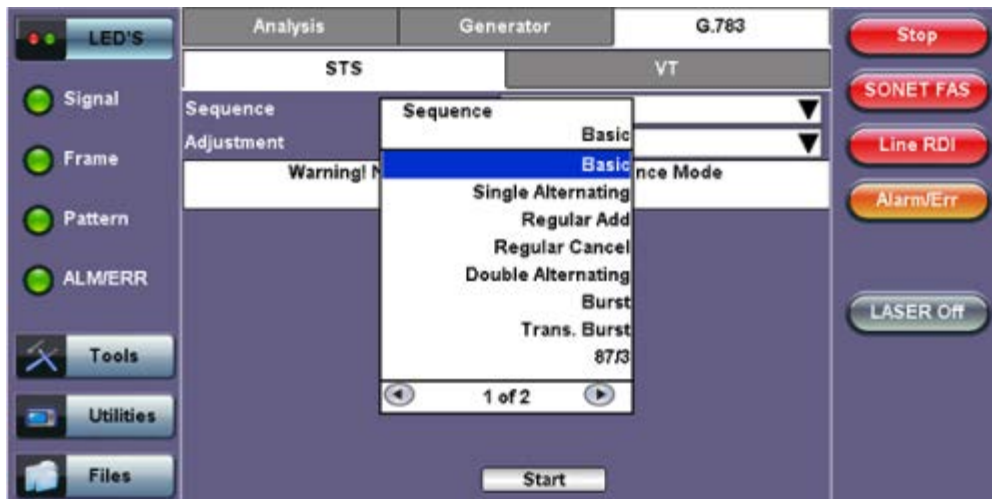 LED'S
Signal
Frame
Pattern
ALM/ERR
Tools
Utilities
Files
Analysis Generator G.783
STS VT
Sequence
Adjustment
Warning! nce Mode
Sequence
Basic
Basic
Single Alternating
Regular Add
Regular Cancel
Double Alternating
Burst
Trans. Burst
87/3
1 of 2
Start
Stop
SONET FAS
Line RDI
Alarm/Err
LASER Off